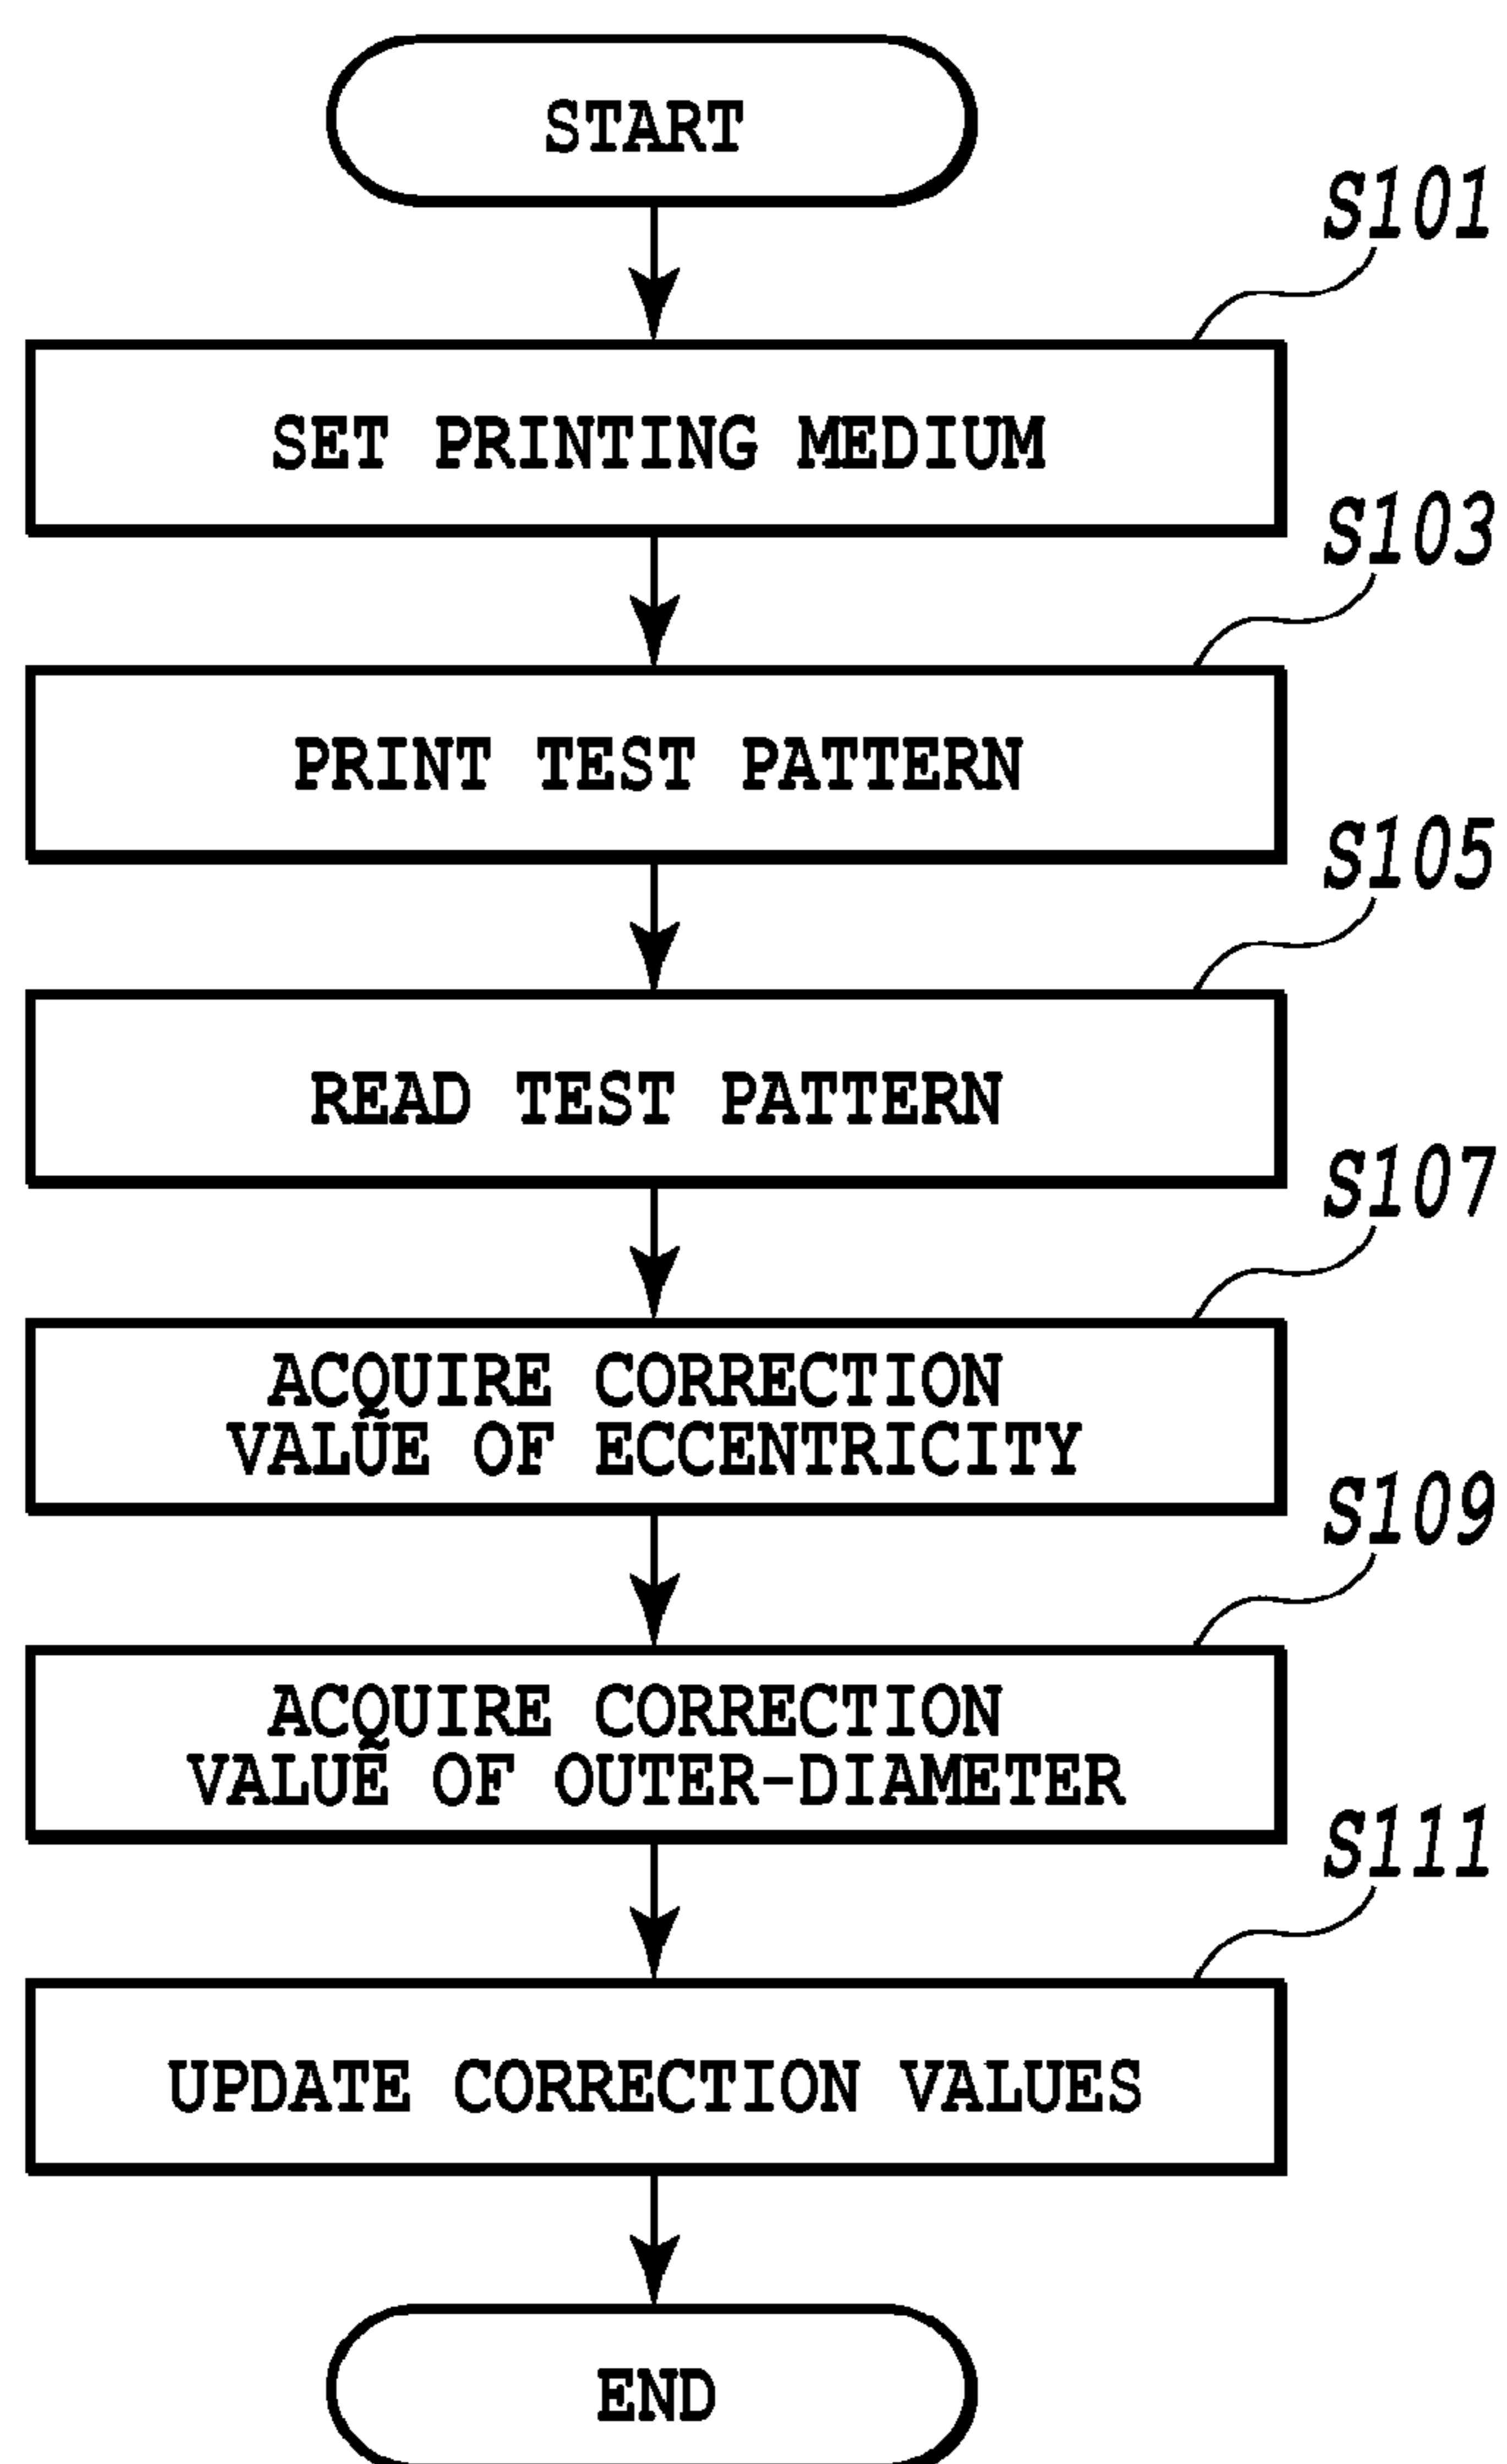 START
S101
SET PRINTING MEDIUM
S103
PRINT TEST PATTERN
S105
READ TEST PATTERN
S107
ACQUIRE CORRECTION
VALUE OF ECCENTRICITY
S109
ACQUIRE CORRECTION
VALUE OF OUTER-DIAMETER
S111
UPDATE CORRECTION VALUES
END